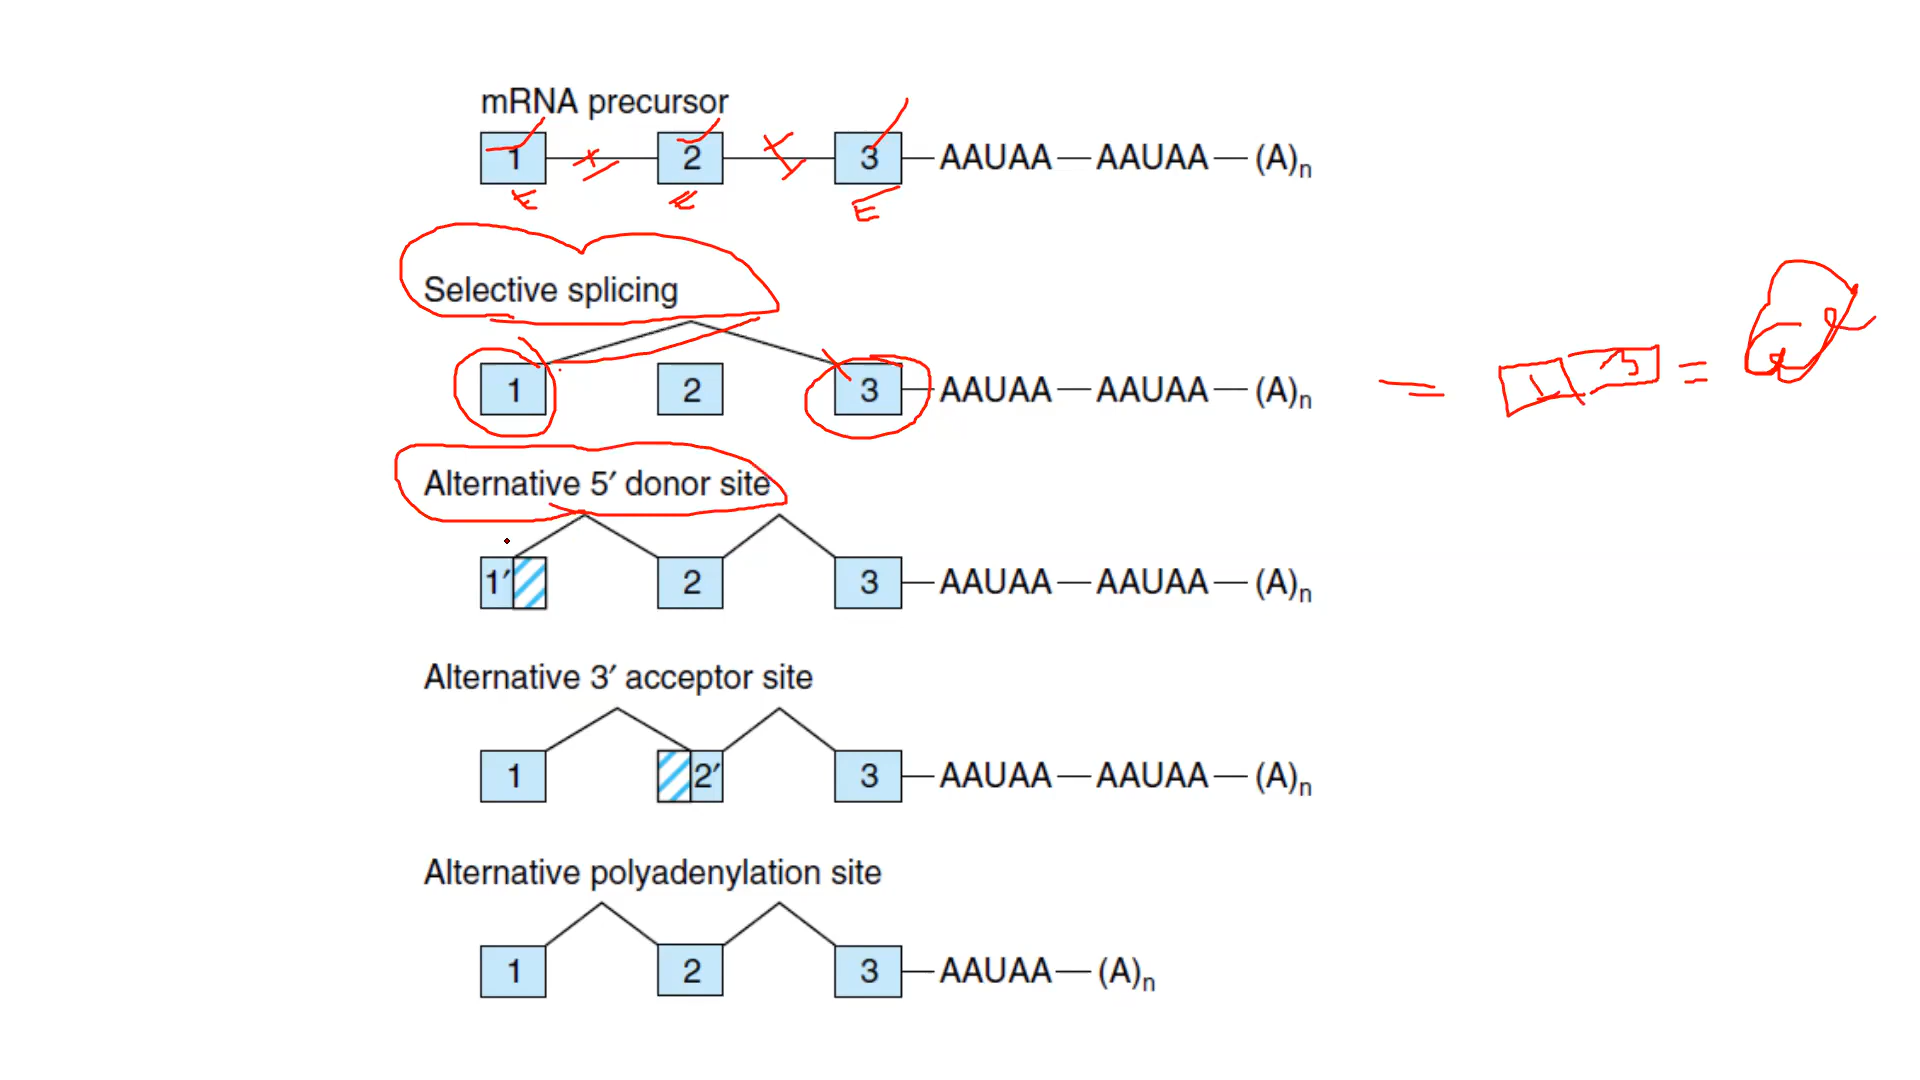 mRNA precursor
1 2 3 AAUAA AAUAA (A)n
E E E
Selective splicing
1 2 3 AAUAA AAUAA (A)n = 1 3 =
Alternative 5′ donor site
1′ 2 3 AAUAA AAUAA (A)n
Alternative 3′ acceptor site
1 2′ 3 AAUAA AAUAA (A)n
Alternative polyadenylation site
1 2 3 AAUAA (A)n